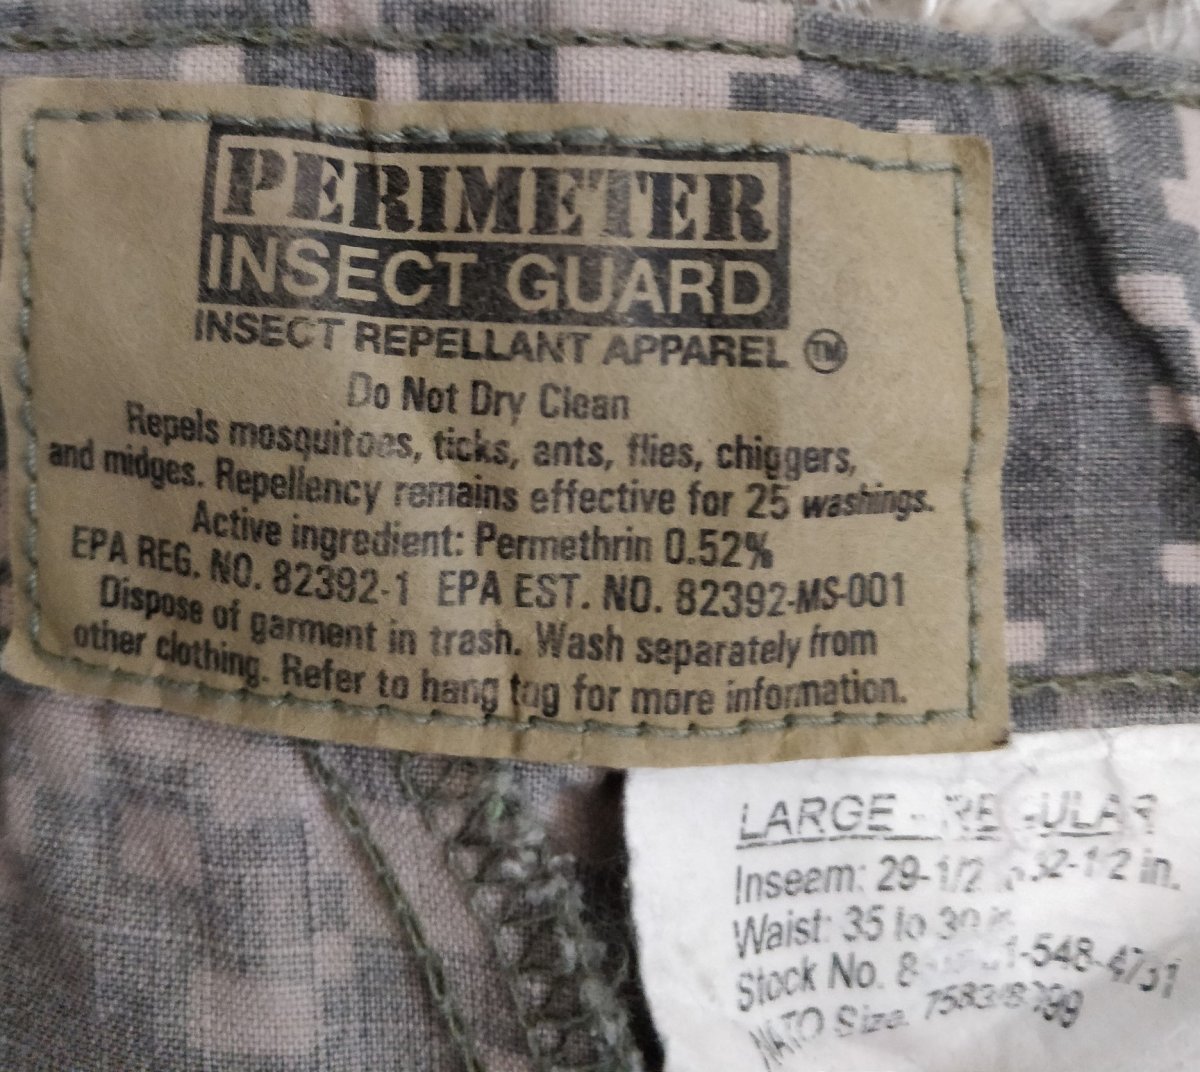 PERIMETER
INSECT GUARD
INSECT REPELLANT APPAREL ™
Do Not Dry Clean
Repels mosquitoes, ticks, ants, flies, chiggers,
and midges. Repellency remains effective for 25 washings.
Active ingredient: Permethrin 0.52%
EPA REG. NO. 82392-1 EPA EST. NO. 82392-MS-001
Dispose of garment in trash. Wash separately from
other clothing. Refer to hang tag for more information.
LARGE - REGULAR
Inseem: 29-1/2 32-1/2 in.
Waist: 35 to in
Stock No.
NATO Size